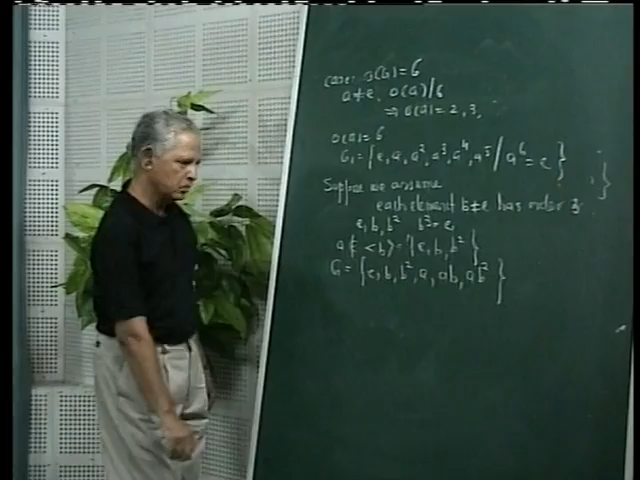 Case: o(G) = 6
a ≠ e, o(a) / 6
⇒ o(a) = 2, 3,
o(a) = 6
G = { e, a, a², a³, a⁴, a⁵ / a⁶ = e }
Suppose we assume
each element b ≠ e has order 3
e, b, b² b³ = e,
a ∉ <b> = { e, b, b² }
G = { e, b, b², a, ab, ab² }